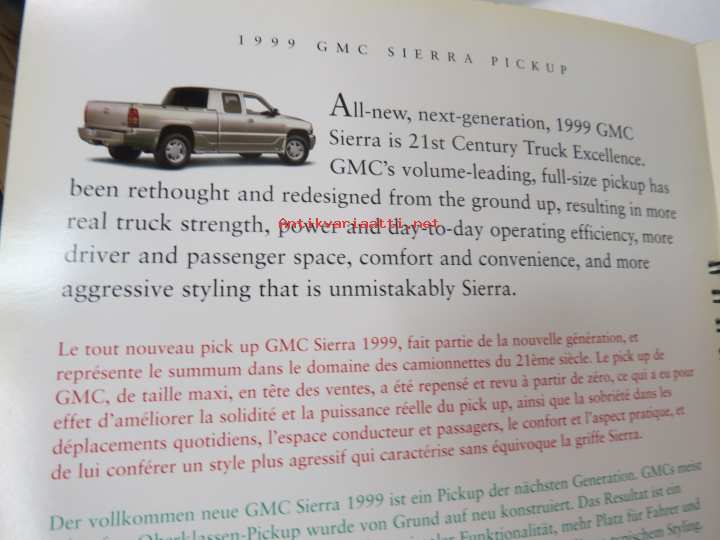 1999 GMC SIERRA PICKUP
All-new, next-generation, 1999 GMC
Sierra is 21st Century Truck Excellence.
GMC's volume-leading, full-size pickup has
been rethought and redesigned from the ground up, resulting in more
real truck strength, power and day-to-day operating efficiency, more
driver and passenger space, comfort and convenience, and more
aggressive styling that is unmistakably Sierra.
Antikvariaatti.net
Le tout nouveau pick up GMC Sierra 1999, fait partie de la nouvelle génération, et
représente le summum dans le domaine des camionnettes du 21ème siècle. Le pick up de
GMC, de taille maxi, en tête des ventes, a été repensé et revu à partir de zéro, ce qui a eu pour
effet d'améliorer la solidité et la puissance réelle du pick up, ainsi que la sobriété dans les
déplacements quotidiens, l'espace conducteur et passagers, le confort et l'aspect pratique, et
de lui conférer un style plus agressif qui caractérise sans équivoque la griffe Sierra.
Der vollkommen neue GMC Sierra 1999 ist ein Pickup der nächsten Generation. GMCs meist
Oberklassen-Pickup wurde von Grund auf neu konstruiert. Das Resultat ist ein
Funktionalität, mehr Platz für Fahrer und
Styling.